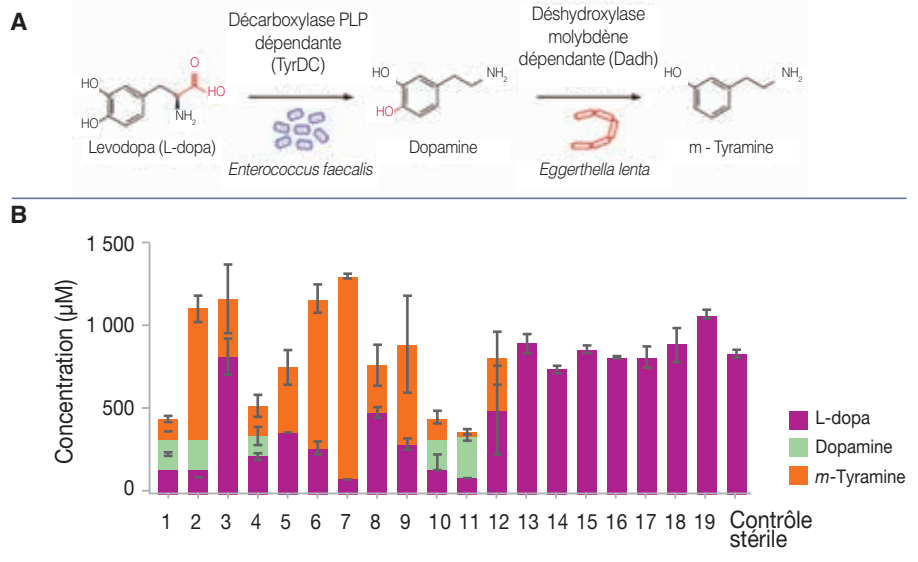 A
Décarboxylase PLP
dépendante
(TyrDC)
Déshydroxylase
molybdène
dépendante (Dadh)
HO
HO
O
HO
NH2
Levodopa (L-dopa)
Enterococcus faecalis
HO
HO
NH2
Dopamine
Eggerthella lenta
HO
NH2
m - Tyramine
B
Concentration (µM)
1 500
1 000
500
0
1 2 3 4 5 6 7 8 9 10 11 12 13 14 15 16 17 18 19 Contrôle
stérile
L-dopa
Dopamine
m-Tyramine